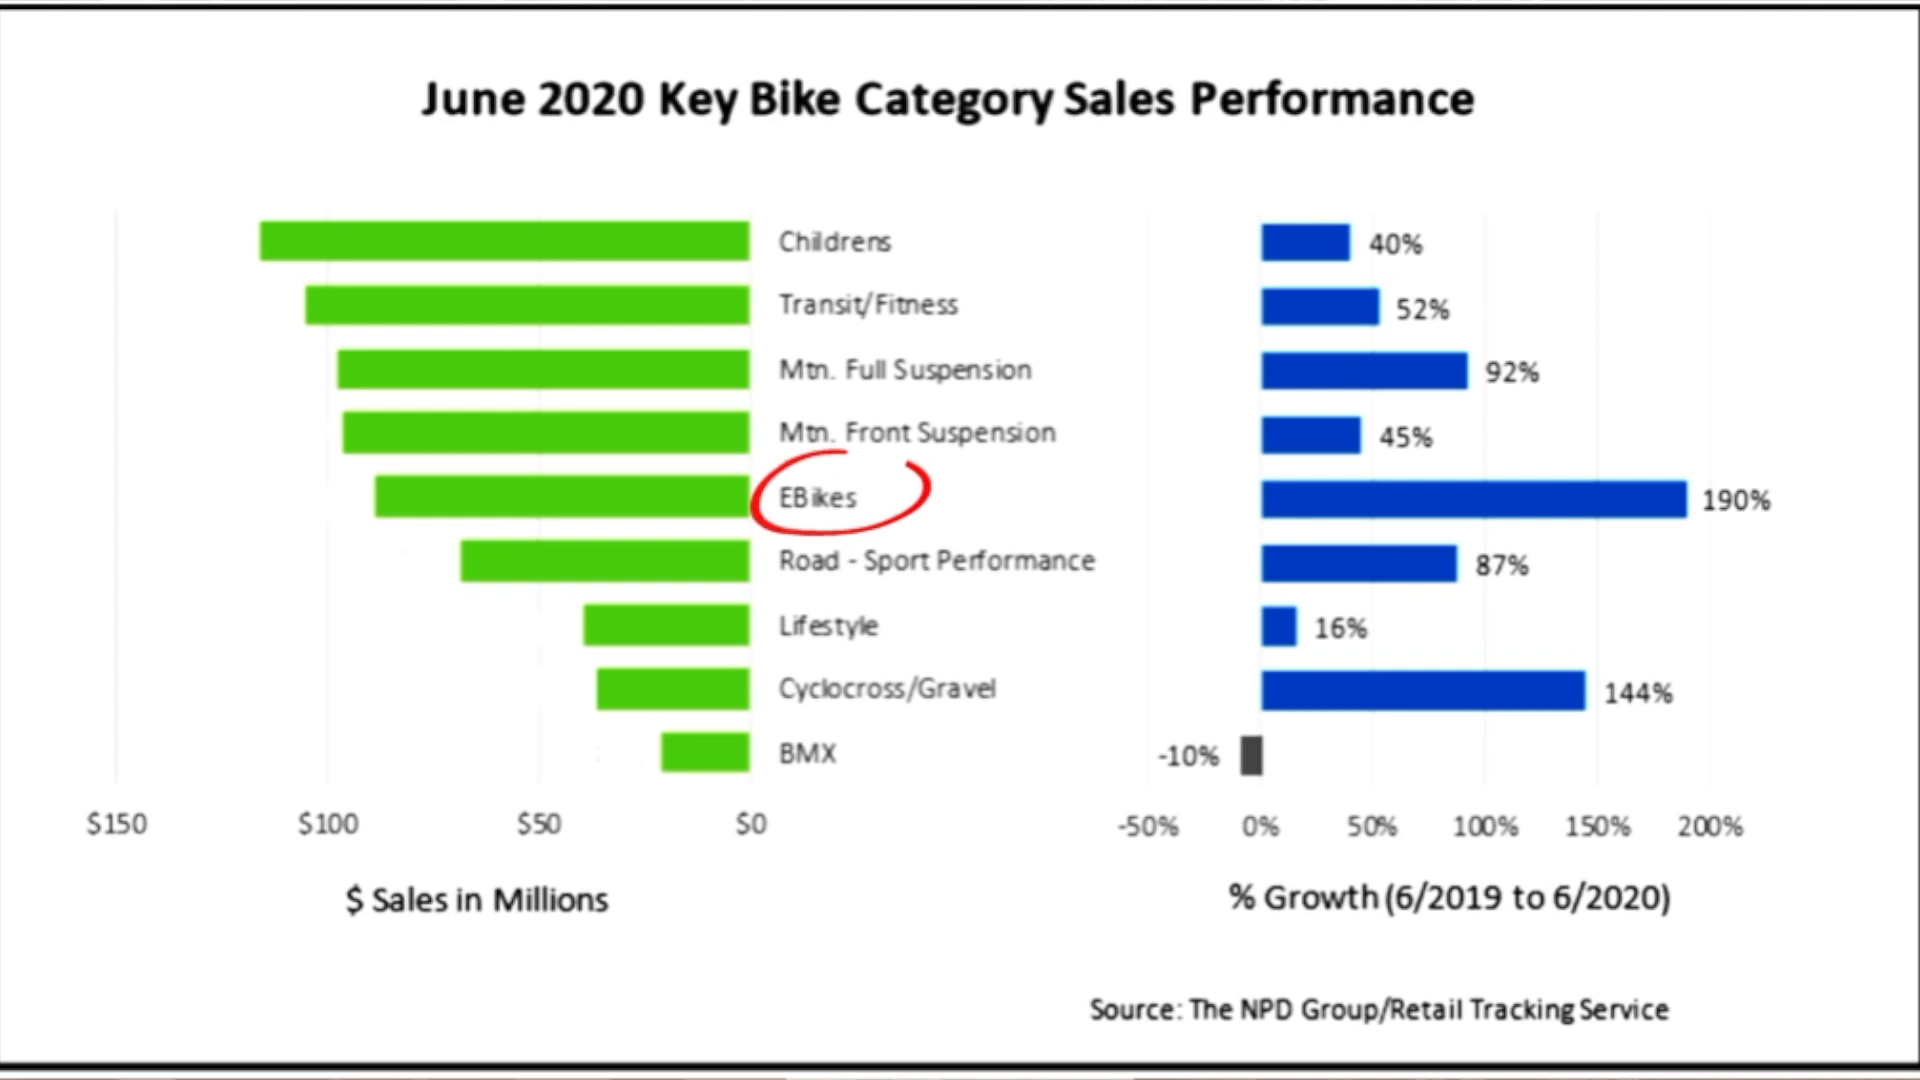 June 2020 Key Bike Category Sales Performance
Childrens 40%
Transit/Fitness 52%
Mtn. Full Suspension 92%
Mtn. Front Suspension 45%
EBikes 190%
Road - Sport Performance 87%
Lifestyle 16%
Cyclocross/Gravel 144%
BMX -10%
$150 $100 $50 $0 -50% 0% 50% 100% 150% 200%
$ Sales in Millions % Growth (6/2019 to 6/2020)
Source: The NPD Group/Retail Tracking Service